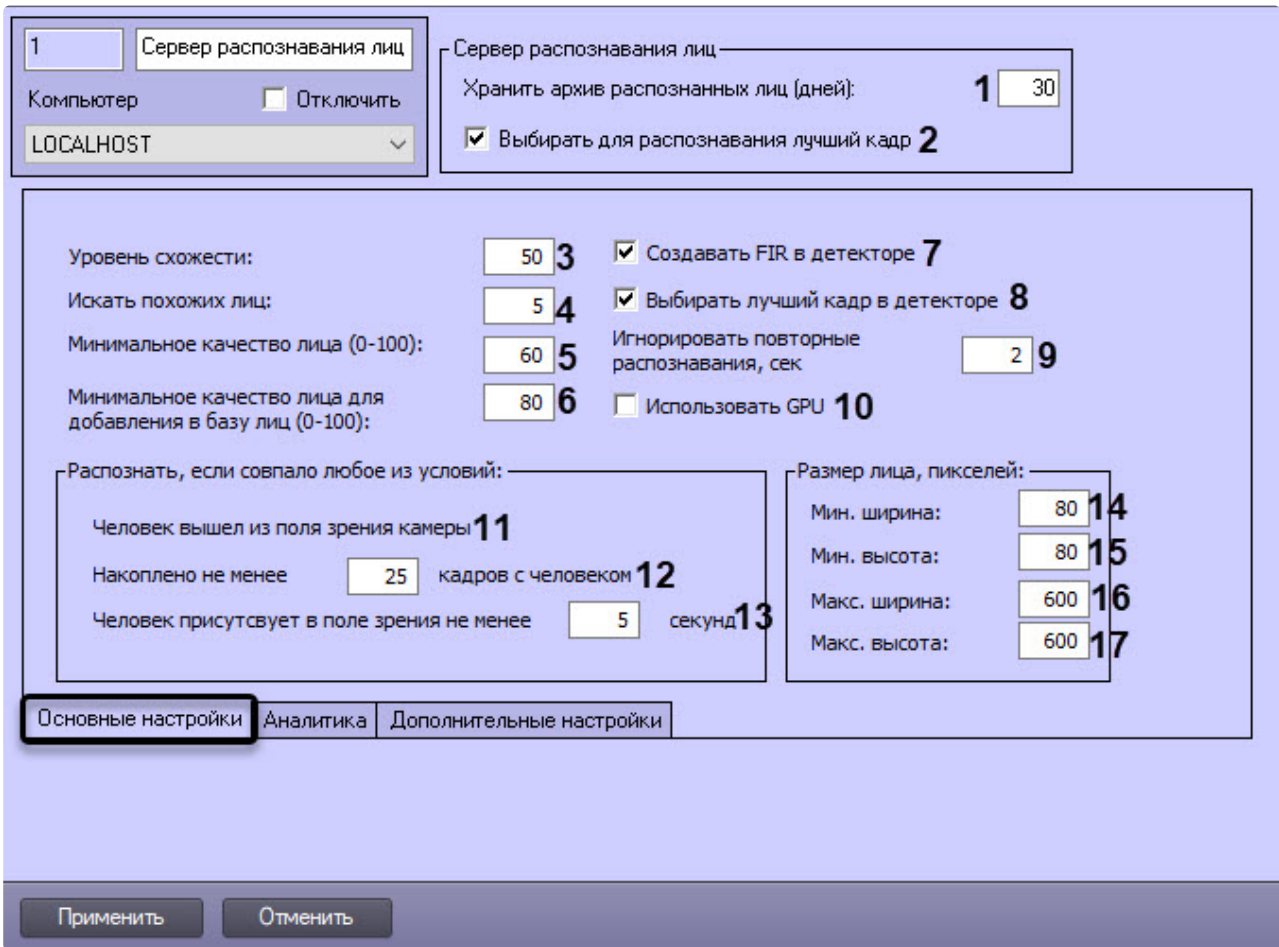 1
Сервер распознавания лиц
Компьютер
Отключить
LOCALHOST
Сервер распознавания лиц
Хранить архив распознанных лиц (дней): 1 30
Выбирать для распознавания лучший кадр 2
Уровень схожести: 50 3
Искать похожих лиц: 5 4
Минимальное качество лица (0-100): 60 5
Минимальное качество лица для
добавления в базу лиц (0-100): 80 6
Создавать FIR в детекторе 7
Выбирать лучший кадр в детекторе 8
Игнорировать повторные
распознавания, сек 2 9
Использовать GPU 10
Распознать, если совпало любое из условий:
Человек вышел из поля зрения камеры 11
Накоплено не менее 25 кадров с человеком 12
Человек присутсвует в поле зрения не менее 5 секунд 13
Размер лица, пикселей:
Мин. ширина: 80 14
Мин. высота: 80 15
Макс. ширина: 600 16
Макс. высота: 600 17
Основные настройки
Аналитика
Дополнительные настройки
Применить
Отменить